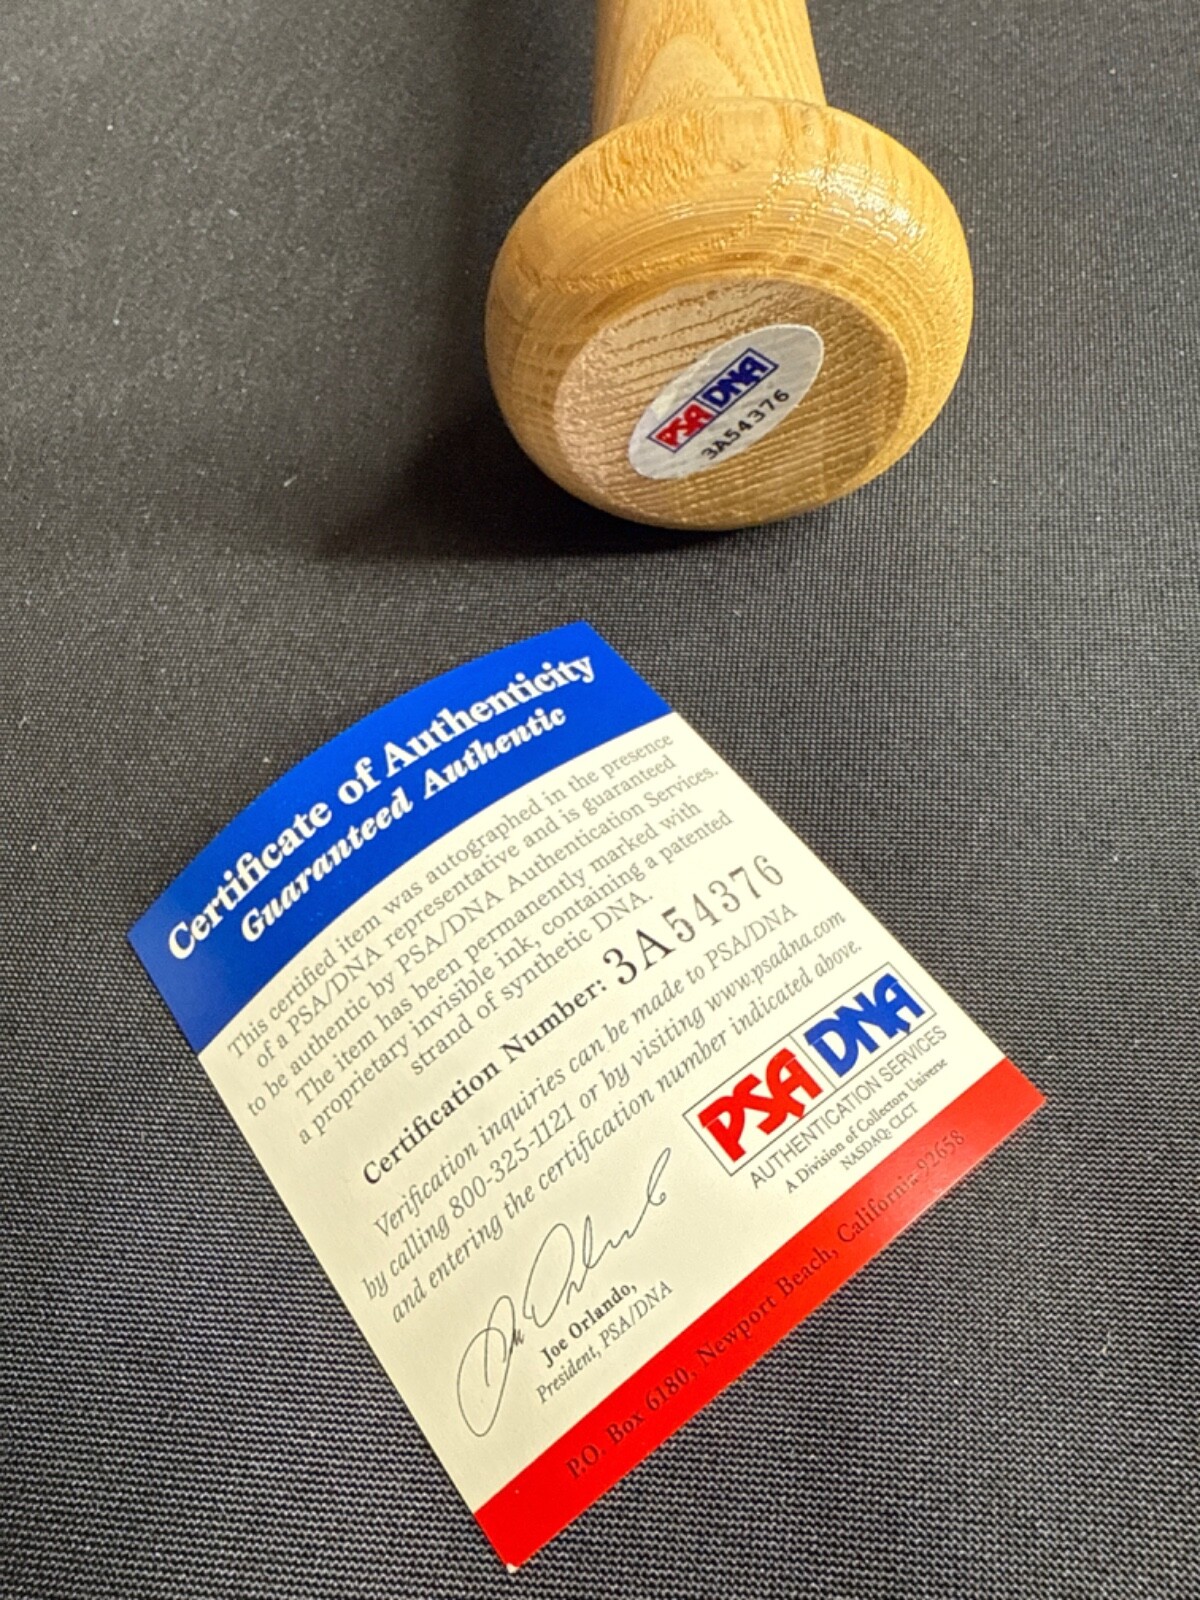 PSA DNA
3A54376
Certificate of Authenticity
Guaranteed Authentic
This certified item was autographed in the presence
of a PSA/DNA representative and is guaranteed
to be authentic by PSA/DNA Authentication Services.
The item has been permanently marked with
a proprietary invisible ink, containing a patented
strand of synthetic DNA.
Certification Number: 3A54376
Verification inquiries can be made to PSA/DNA
by calling 800-325-1121 or by visiting www.psadna.com
and entering the certification number indicated above.
PSA DNA
AUTHENTICATION SERVICES
A Division of Collectors Universe
NASDAQ: CLCT
Joe Orlando,
President, PSA/DNA
P.O. Box 6180, Newport Beach, California 92658